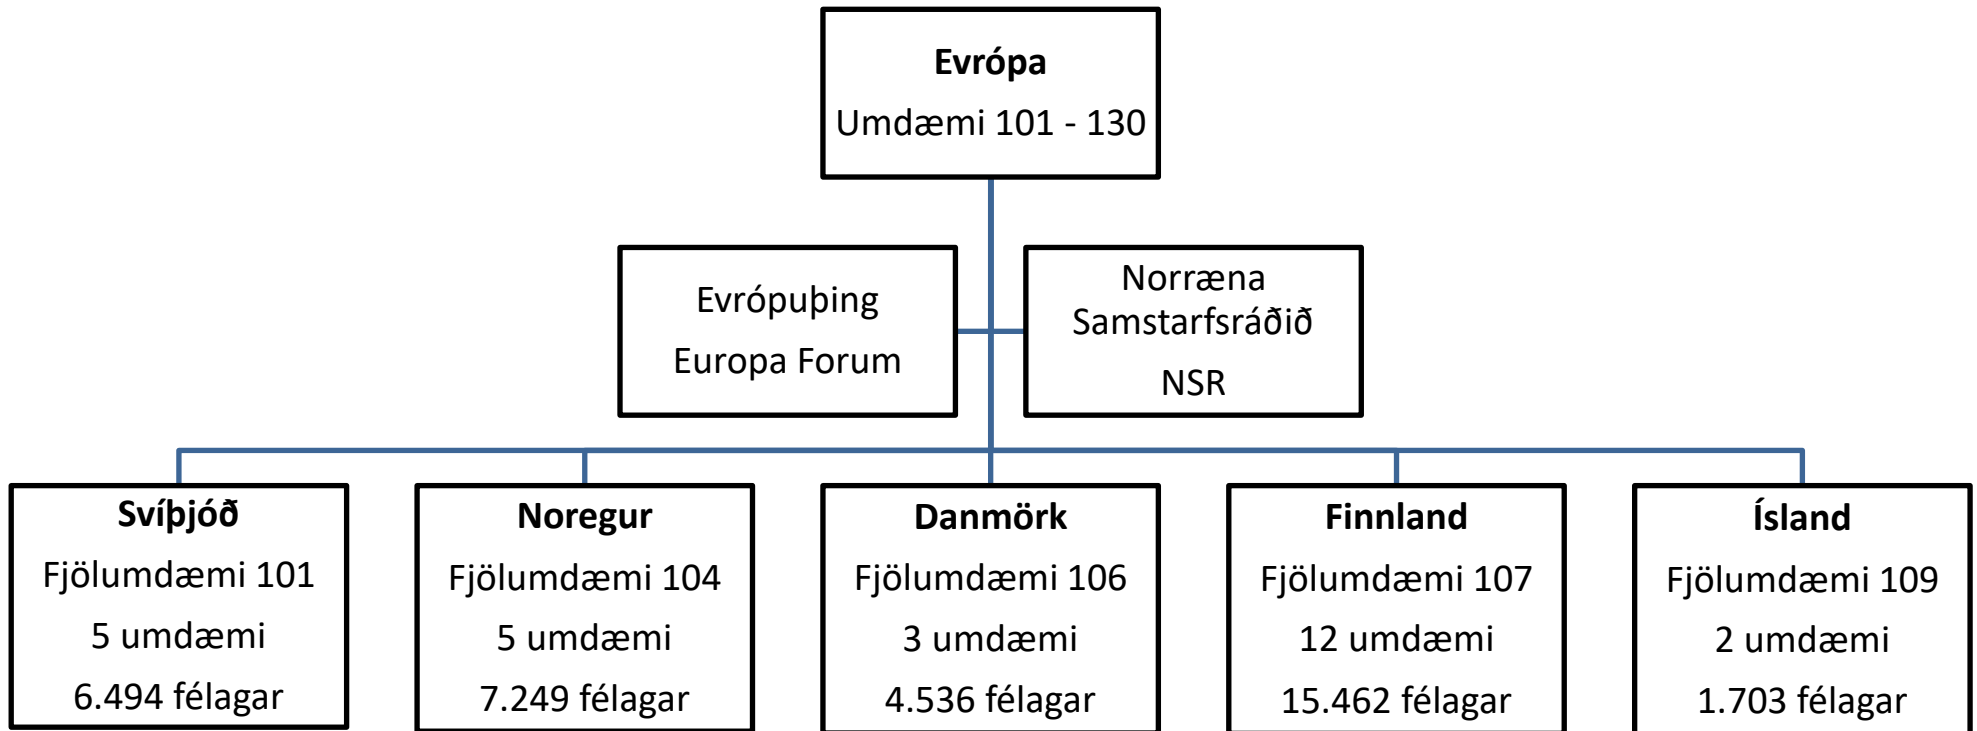 Evrópa
Umdæmi 101 - 130
Evrópuþing
Europa Forum
Norræna
Samstarfsráðið
NSR
Svíþjóð
Fjölumdæmi 101
5 umdæmi
6.494 félagar
Noregur
Fjölumdæmi 104
5 umdæmi
7.249 félagar
Danmörk
Fjölumdæmi 106
3 umdæmi
4.536 félagar
Finnland
Fjölumdæmi 107
12 umdæmi
15.462 félagar
Ísland
Fjölumdæmi 109
2 umdæmi
1.703 félagar